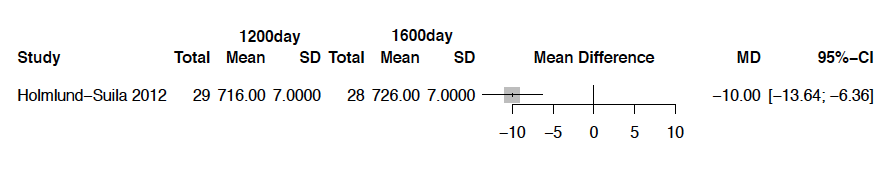 1200day 1600day
Study Total Mean SD Total Mean SD Mean Difference MD 95%−CI
Holmlund−Suila 2012 29 716.00 7.0000 28 726.00 7.0000 −10.00 [−13.64; −6.36]
−10 −5 0 5 10